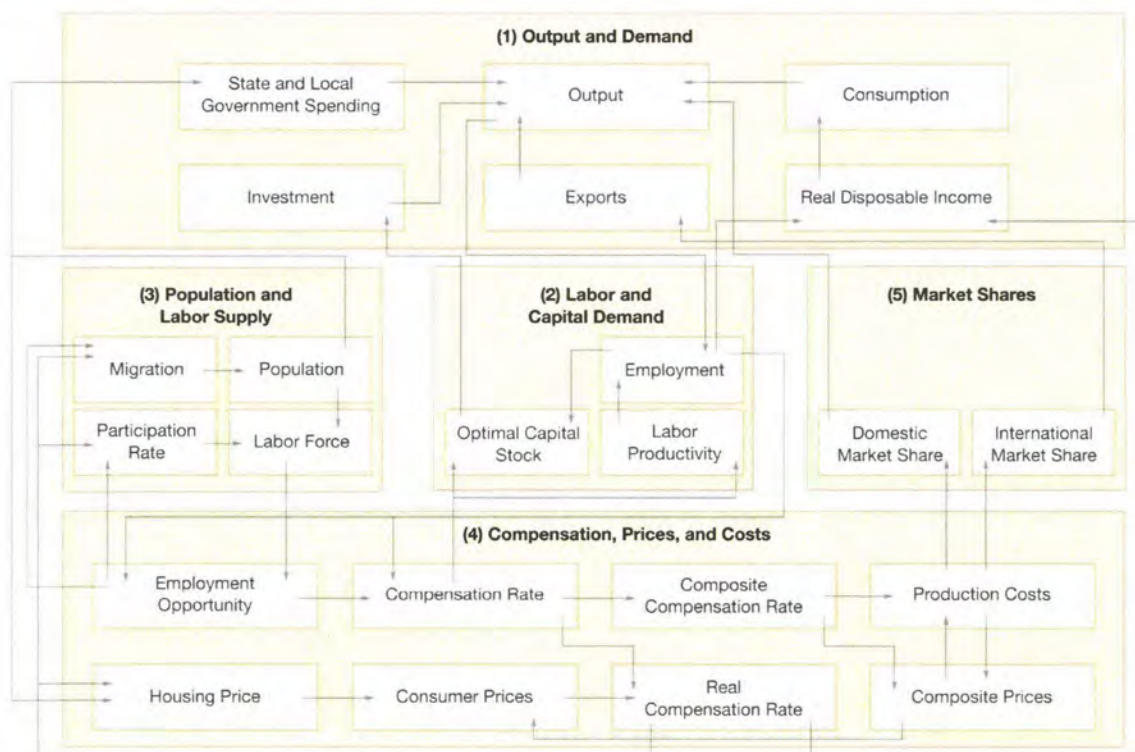 (1) Output and Demand
State and Local
Government Spending
Output
Consumption
Investment
Exports
Real Disposable Income
(3) Population and
Labor Supply
Migration
Population
Participation
Rate
Labor Force
(2) Labor and
Capital Demand
Employment
Optimal Capital
Stock
Labor
Productivity
(5) Market Shares
Domestic
Market Share
International
Market Share
(4) Compensation, Prices, and Costs
Employment
Opportunity
Compensation Rate
Composite
Compensation Rate
Production Costs
Housing Price
Consumer Prices
Real
Compensation Rate
Composite Prices